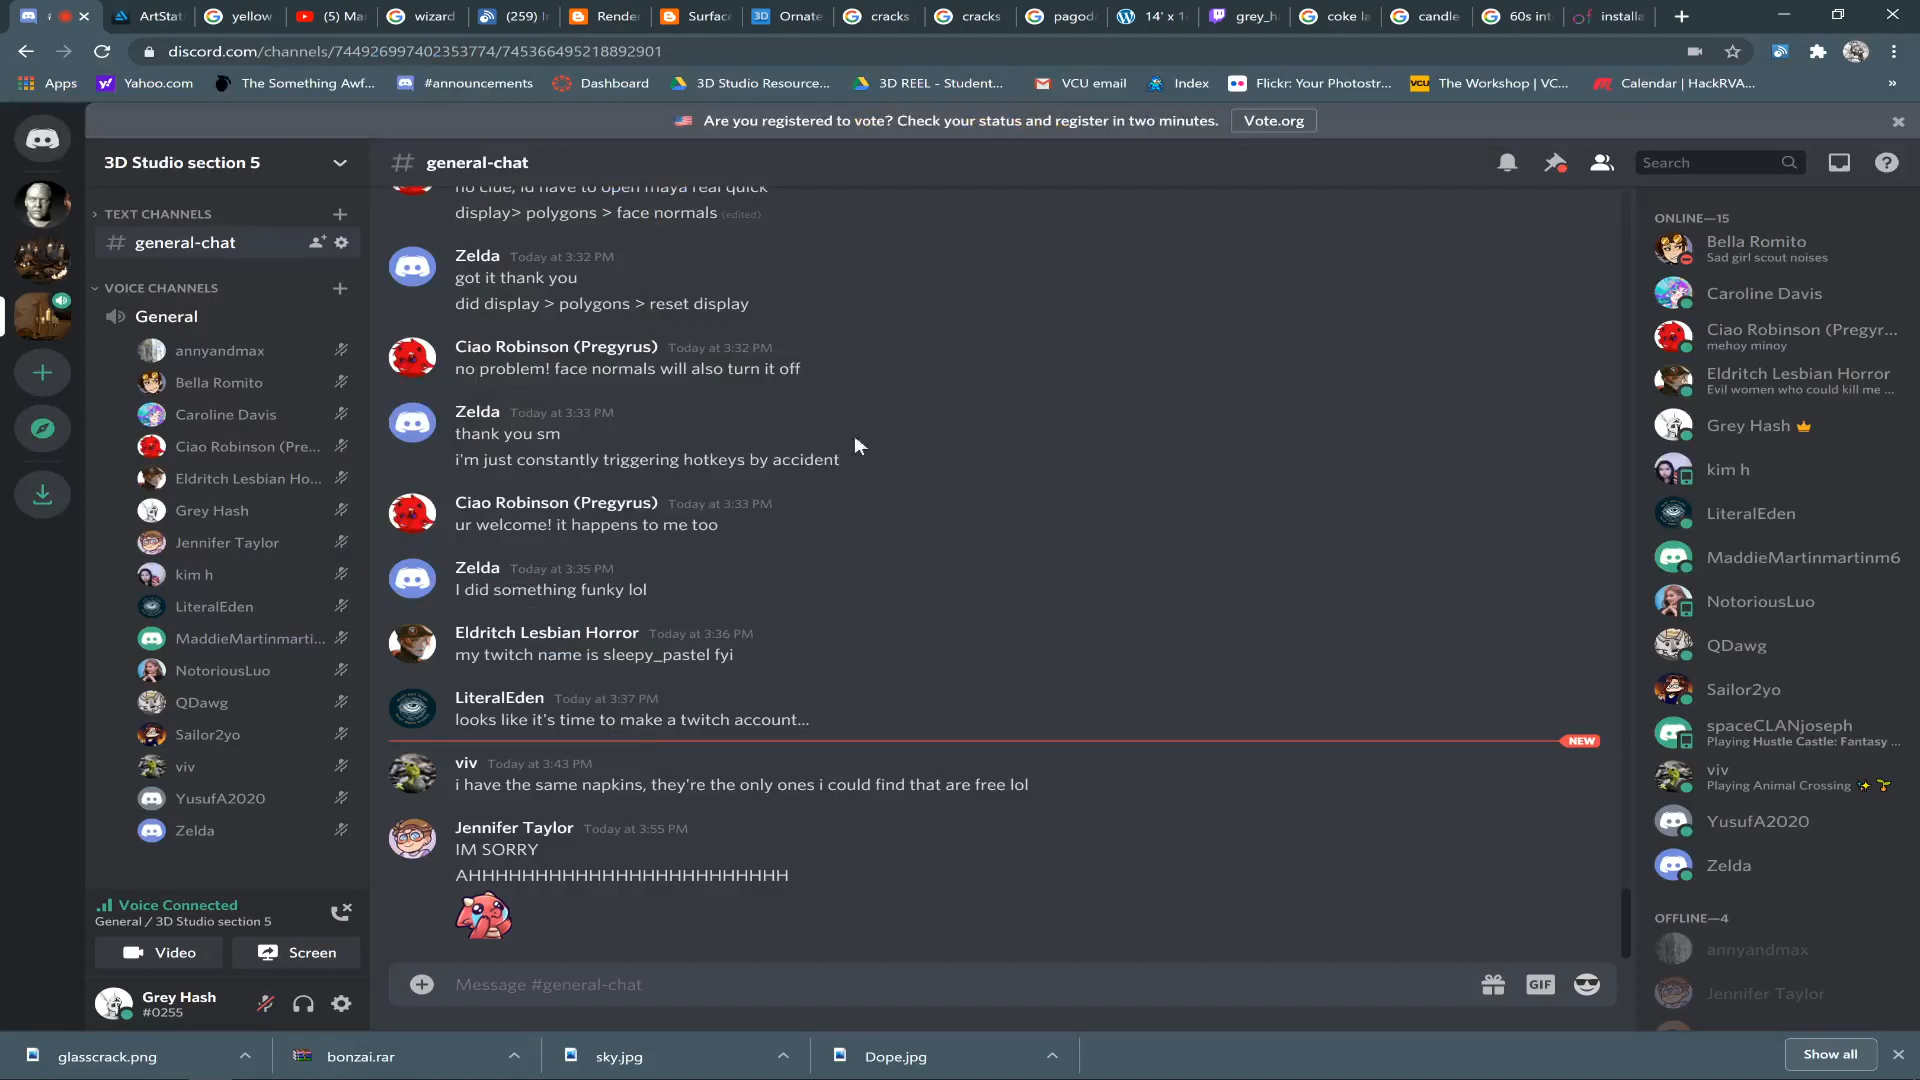 ArtStat
yellow
(5) Ma
wizard
(259) I
Render
Surface
3D Ornate
cracks
cracks
pagoda
14' x 1
grey_h
coke la
candle
60s int
installa
discord.com/channels/744926997402353774/745366495218892901
Apps
Yahoo.com
The Something Awf...
#announcements
Dashboard
3D Studio Resource...
3D REEL - Student...
VCU email
Index
Flickr: Your Photostr...
VCU The Workshop | VC...
Calendar | HackRVA...
»
Are you registered to vote? Check your status and register in two minutes.
Vote.org
3D Studio section 5
# general-chat
Search
TEXT CHANNELS
# general-chat
VOICE CHANNELS
General
annyandmax
Bella Romito
Caroline Davis
Ciao Robinson (Pre...
Eldritch Lesbian Ho...
Grey Hash
Jennifer Taylor
kim h
LiteralEden
MaddieMartinmarti...
NotoriousLuo
QDawg
Sailor2yo
viv
YusufA2020
Zelda
Voice Connected
General / 3D Studio section 5
Video
Screen
Grey Hash
#0255
no clue, id have to open maya real quick
display> polygons > face normals (edited)
Zelda Today at 3:32 PM
got it thank you
did display > polygons > reset display
Ciao Robinson (Pregyrus) Today at 3:32 PM
no problem! face normals will also turn it off
Zelda Today at 3:33 PM
thank you sm
i'm just constantly triggering hotkeys by accident
Ciao Robinson (Pregyrus) Today at 3:33 PM
ur welcome! it happens to me too
Zelda Today at 3:35 PM
I did something funky lol
Eldritch Lesbian Horror Today at 3:36 PM
my twitch name is sleepy_pastel fyi
LiteralEden Today at 3:37 PM
looks like it's time to make a twitch account...
NEW
viv Today at 3:43 PM
i have the same napkins, they're the only ones i could find that are free lol
Jennifer Taylor Today at 3:55 PM
IM SORRY
AHHHHHHHHHHHHHHHHHHHHHHHH
Message #general-chat
GIF
ONLINE—15
Bella Romito
Sad girl scout noises
Caroline Davis
Ciao Robinson (Pregyr...
mehoy minoy
Eldritch Lesbian Horror
Evil women who could kill me ...
Grey Hash
kim h
LiteralEden
MaddieMartinmartinm6
NotoriousLuo
QDawg
Sailor2yo
spaceCLANjoseph
Playing Hustle Castle: Fantasy ...
viv
Playing Animal Crossing
YusufA2020
Zelda
OFFLINE—4
annyandmax
Jennifer Taylor
glasscrack.png
bonzai.rar
sky.jpg
Dope.jpg
Show all